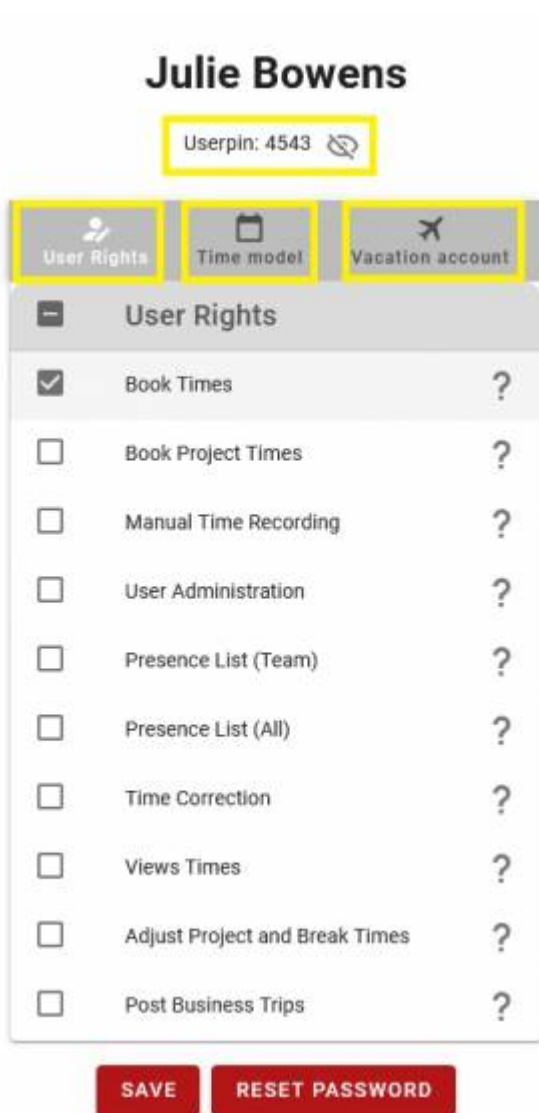 Julie Bowens
Userpin: 4543
User Rights Time model Vacation account
User Rights
Book Times ?
Book Project Times ?
Manual Time Recording ?
User Administration ?
Presence List (Team) ?
Presence List (All) ?
Time Correction ?
Views Times ?
Adjust Project and Break Times ?
Post Business Trips ?
SAVE RESET PASSWORD